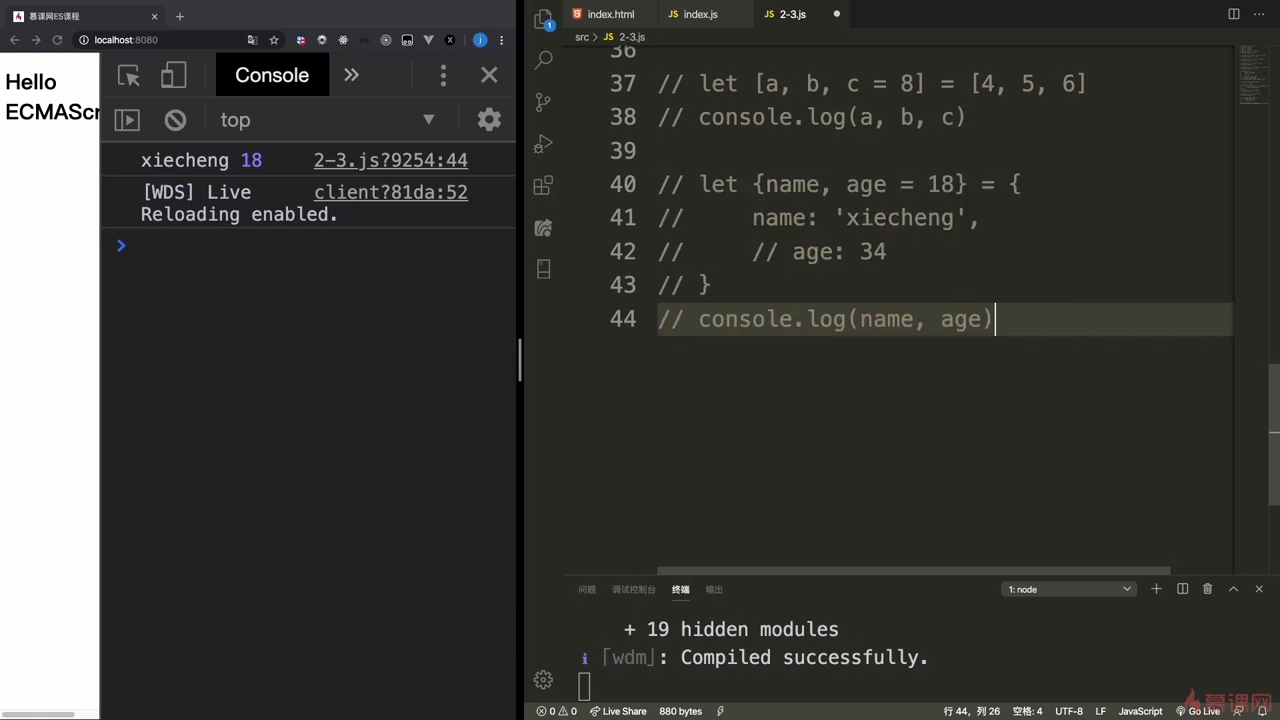 慕课网ES课程
localhost:8080
Hello
ECMAScr
Console
top
xiecheng 18 2-3.js?9254:44
[WDS] Live client?81da:52
Reloading enabled.
index.html
index.js
2-3.js
src > JS 2-3.js
36
37 // let [a, b, c = 8] = [4, 5, 6]
38 // console.log(a, b, c)
39
40 // let {name, age = 18} = {
41 //     name: 'xiecheng',
42 //     // age: 34
43 // }
44 // console.log(name, age)
问题 调试控制台 终端 输出 1: node
+ 19 hidden modules
ℹ ｢wdm｣: Compiled successfully.
0 0 Live Share 880 bytes 行 44, 列 26 空格: 4 UTF-8 LF JavaScript Go Live
慕课网